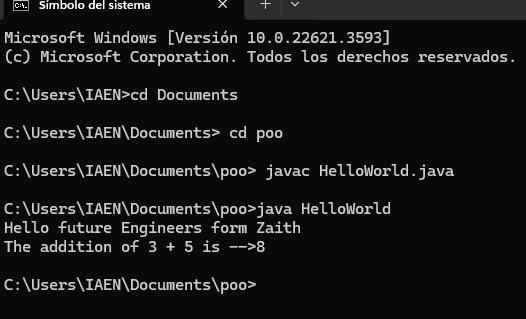 Símbolo del sistema
Microsoft Windows [Versión 10.0.22621.3593]
(c) Microsoft Corporation. Todos los derechos reservados.
C:\Users\IAEN>cd Documents
C:\Users\IAEN\Documents> cd poo
C:\Users\IAEN\Documents\poo> javac HelloWorld.java
C:\Users\IAEN\Documents\poo>java HelloWorld
Hello future Engineers form Zaith
The addition of 3 + 5 is -->8
C:\Users\IAEN\Documents\poo>